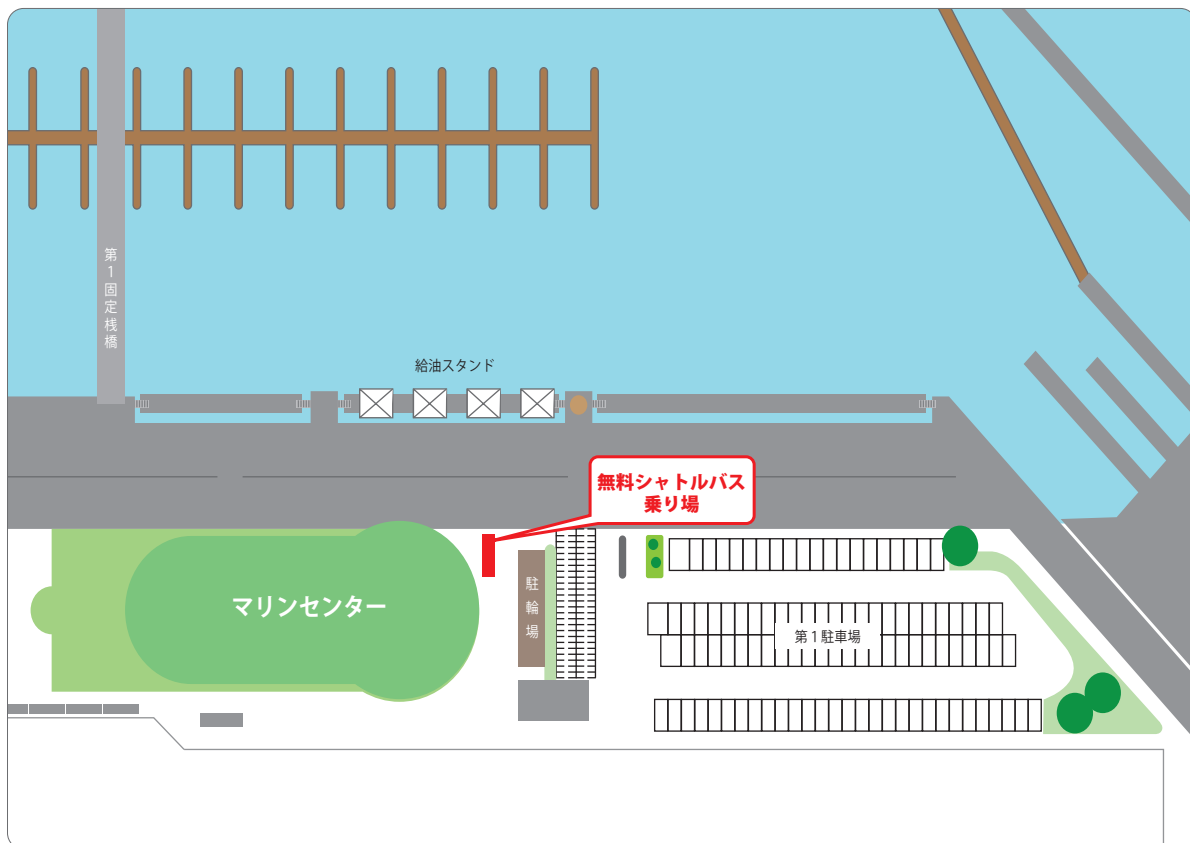 第1固定桟橋
給油スタンド
無料シャトルバス
乗り場
マリンセンター
駐輪場
第1駐車場